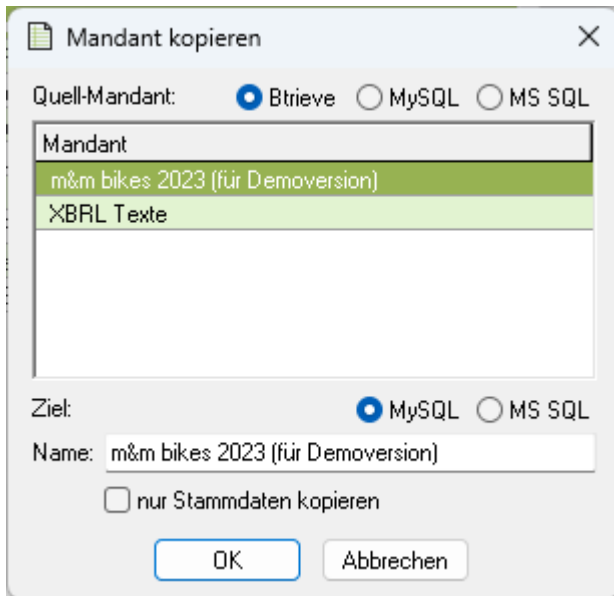 Mandant kopieren
Quell-Mandant: Btrieve MySQL MS SQL
Mandant
m&m bikes 2023 (für Demoversion)
XBRL Texte
Ziel: MySQL MS SQL
Name: m&m bikes 2023 (für Demoversion)
nur Stammdaten kopieren
OK Abbrechen